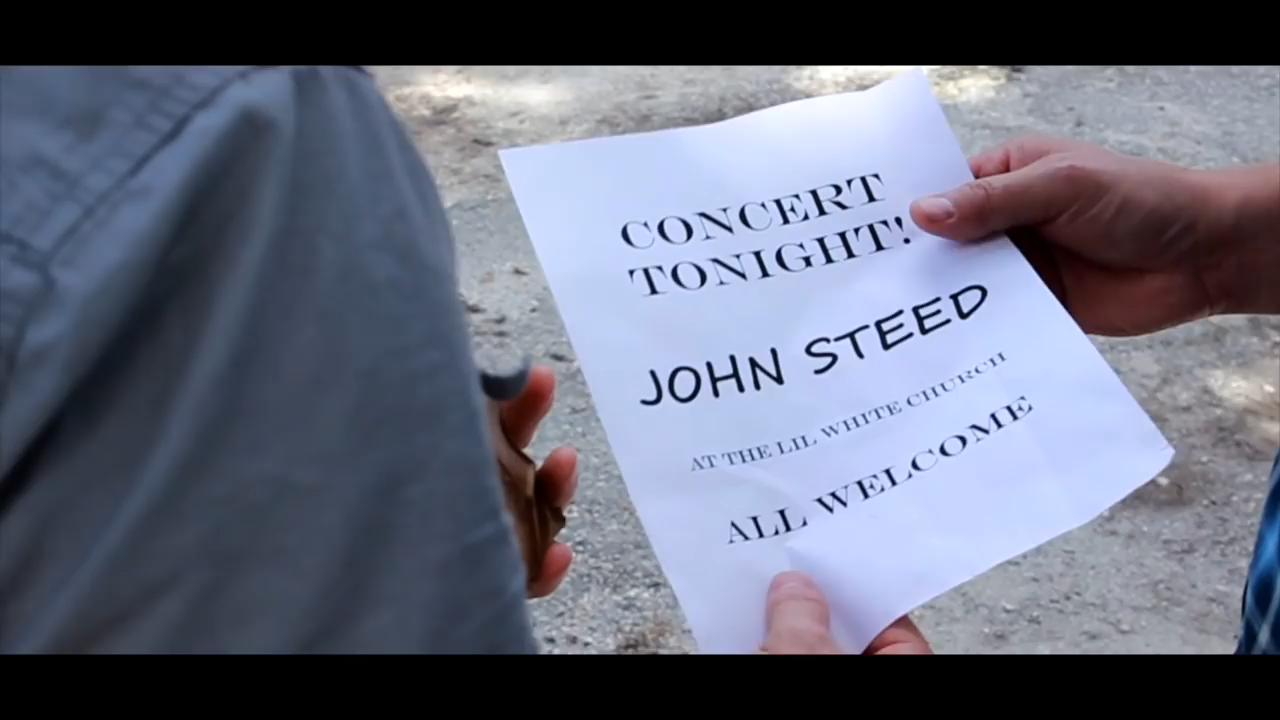 CONCERT
TONIGHT!
JOHN STEED
AT THE LIL WHITE CHURCH
ALL WELCOME